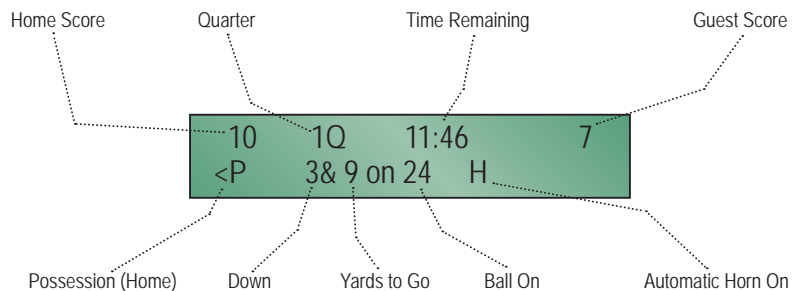 Home Score Quarter Time Remaining Guest Score
10 1Q 11:46 7
<P 3& 9 on 24 H
Possession (Home) Down Yards to Go Ball On Automatic Horn On